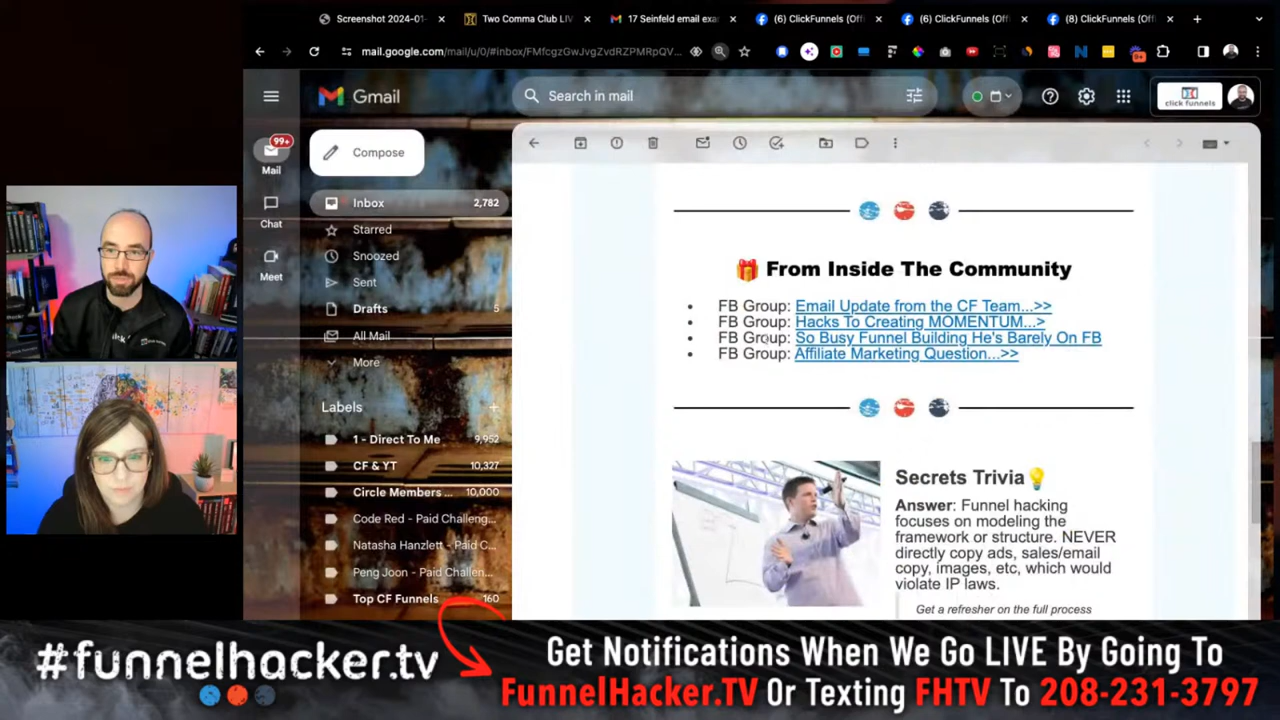 Screenshot 2024-01-
Two Comma Club LIV
17 Seinfeld email exa
(6) ClickFunnels (Offi
(6) ClickFunnels (Offi
(8) ClickFunnels (Offi
mail.google.com/mail/u/0/#inbox/FMfcgzGwJvgZvdRZPMRpQV...
9+
Gmail
Search in mail
click funnels
99+
Mail
Chat
Meet
Compose
Inbox 2,782
Starred
Snoozed
Sent
Drafts 5
All Mail
More
Labels
1 - Direct To Me 9,952
CF & YT 10,327
Circle Members ... 10,000
Code Red - Paid Challeng...
Natasha Hanzlett - Paid C...
Peng Joon - Paid Challen...
Top CF Funnels 160
From Inside The Community
• FB Group: Email Update from the CF Team...>>
• FB Group: Hacks To Creating MOMENTUM...>
• FB Group: So Busy Funnel Building He's Barely On FB
• FB Group: Affiliate Marketing Question...>>
Secrets Trivia
Answer: Funnel hacking
focuses on modeling the
framework or structure. NEVER
directly copy ads, sales/email
copy, images, etc, which would
violate IP laws.
Get a refresher on the full process
#funnelhacker.tv
Get Notifications When We Go LIVE By Going To
FunnelHacker.TV Or Texting FHTV To 208-231-3797